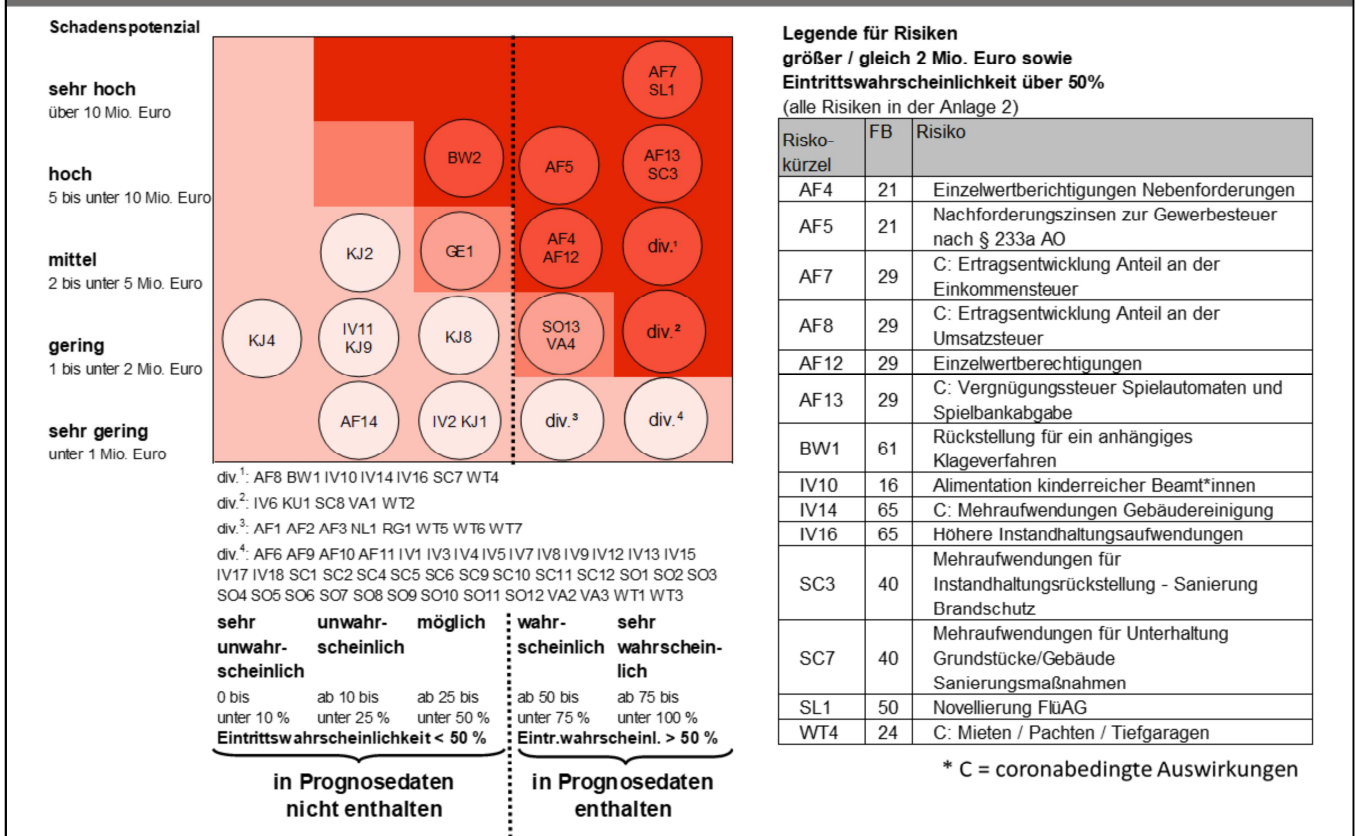 Schadenspotenzial
sehr hoch
über 10 Mio. Euro
hoch
5 bis unter 10 Mio. Euro
mittel
2 bis unter 5 Mio. Euro
gering
1 bis unter 2 Mio. Euro
sehr gering
unter 1 Mio. Euro
AF7
SL1
BW2
AF5
AF13
SC3
KJ2
GE1
AF4
AF12
div.¹
KJ4
IV11
KJ9
KJ8
SO13
VA4
div.²
AF14
IV2 KJ1
div.³
div.⁴
div.¹: AF8 BW1 IV10 IV14 IV16 SC7 WT4
div.²: IV6 KU1 SC8 VA1 WT2
div.³: AF1 AF2 AF3 NL1 RG1 WT5 WT6 WT7
div.⁴: AF6 AF9 AF10 AF11 IV1 IV3 IV4 IV5 IV7 IV8 IV9 IV12 IV13 IV15
IV17 IV18 SC1 SC2 SC4 SC5 SC6 SC9 SC10 SC11 SC12 SO1 SO2 SO3
SO4 SO5 SO6 SO7 SO8 SO9 SO10 SO11 SO12 VA2 VA3 WT1 WT3
sehr
unwahr-
scheinlich
0 bis
unter 10 %
unwahr-
scheinlich
ab 10 bis
unter 25 %
möglich
ab 25 bis
unter 50 %
wahr-
scheinlich
ab 50 bis
unter 75 %
sehr
wahrschein-
lich
ab 75 bis
unter 100 %
Eintrittswahrscheinlichkeit < 50 %
Eintr.wahrscheinl. > 50 %
in Prognosedaten
nicht enthalten
in Prognosedaten
enthalten
Legende für Risiken
größer / gleich 2 Mio. Euro sowie
Eintrittswahrscheinlichkeit über 50%
(alle Risiken in der Anlage 2)
Risko-
kürzel
FB
Risiko
AF4 21 Einzelwertberichtigungen Nebenforderungen
AF5 21 Nachforderungszinsen zur Gewerbesteuer
nach § 233a AO
AF7 29 C: Ertragsentwicklung Anteil an der
Einkommensteuer
AF8 29 C: Ertragsentwicklung Anteil an der
Umsatzsteuer
AF12 29 Einzelwertberechtigungen
AF13 29 C: Vergnügungssteuer Spielautomaten und
Spielbankabgabe
BW1 61 Rückstellung für ein anhängiges
Klageverfahren
IV10 16 Alimentation kinderreicher Beamt*innen
IV14 65 C: Mehraufwendungen Gebäudereinigung
IV16 65 Höhere Instandhaltungsaufwendungen
SC3 40 Mehraufwendungen für
Instandhaltungsrückstellung - Sanierung
Brandschutz
SC7 40 Mehraufwendungen für Unterhaltung
Grundstücke/Gebäude
Sanierungsmaßnahmen
SL1 50 Novellierung FlüAG
WT4 24 C: Mieten / Pachten / Tiefgaragen
* C = coronabedingte Auswirkungen